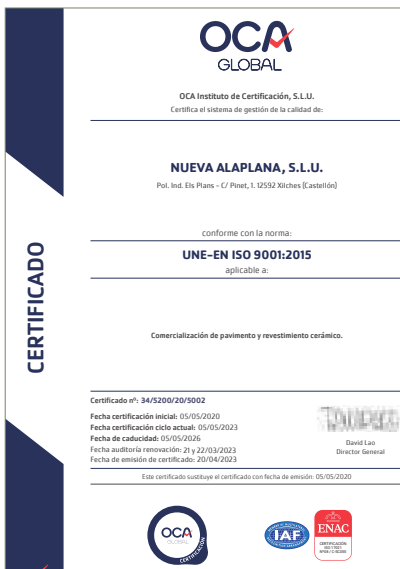 OCA
GLOBAL
OCA Instituto de Certificación, S.L.U.
Certifica el sistema de gestión de la calidad de:
NUEVA ALAPLANA, S.L.U.
Pol. Ind. Els Plans - C/ Pinet, 1. 12592 Xilches (Castellón)
conforme con la norma:
UNE-EN ISO 9001:2015
aplicable a:
CERTIFICADO
Comercialización de pavimento y revestimiento cerámico.
Certificado nº: 34/5200/20/5002
Fecha certificación inicial: 05/05/2020
Fecha certificación ciclo actual: 05/05/2023
Fecha de caducidad: 05/05/2026
Fecha auditoría renovación: 21 y 22/03/2023
Fecha de emisión de certificado: 20/04/2023
David Lao
Director General
Este certificado sustituye el certificado con fecha de emisión: 05/05/2020
OCA
GLOBAL
CERTIFICACIÓN
IAF
ENAC
CERTIFICACIÓN